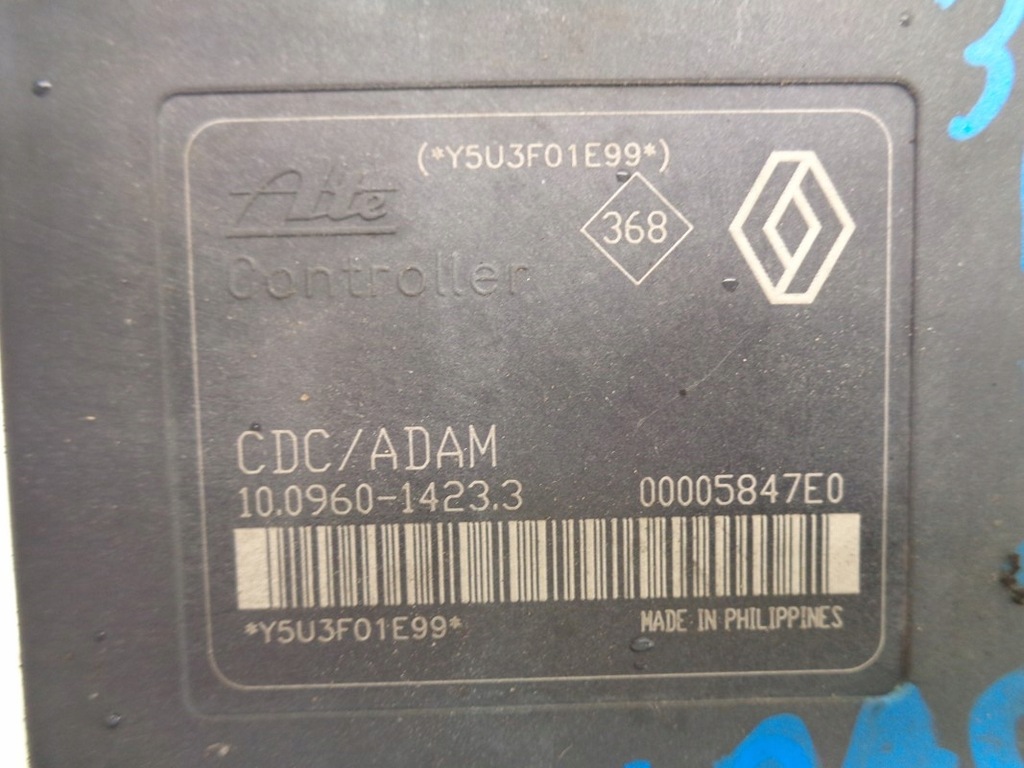 (*Y5U3F01E99*)
Ate
368
Controller
CDC/ADAM
10.0960-1423.3
00005847E0
*Y5U3F01E99*
MADE IN PHILIPPINES